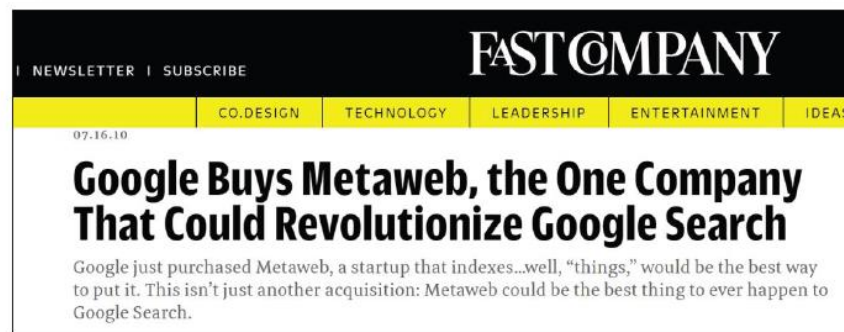 | NEWSLETTER | SUBSCRIBE
FAST COMPANY
CO.DESIGN | TECHNOLOGY | LEADERSHIP | ENTERTAINMENT | IDEAS
07.16.10
Google Buys Metaweb, the One Company
That Could Revolutionize Google Search
Google just purchased Metaweb, a startup that indexes...well, “things,” would be the best way
to put it. This isn’t just another acquisition: Metaweb could be the best thing to ever happen to
Google Search.